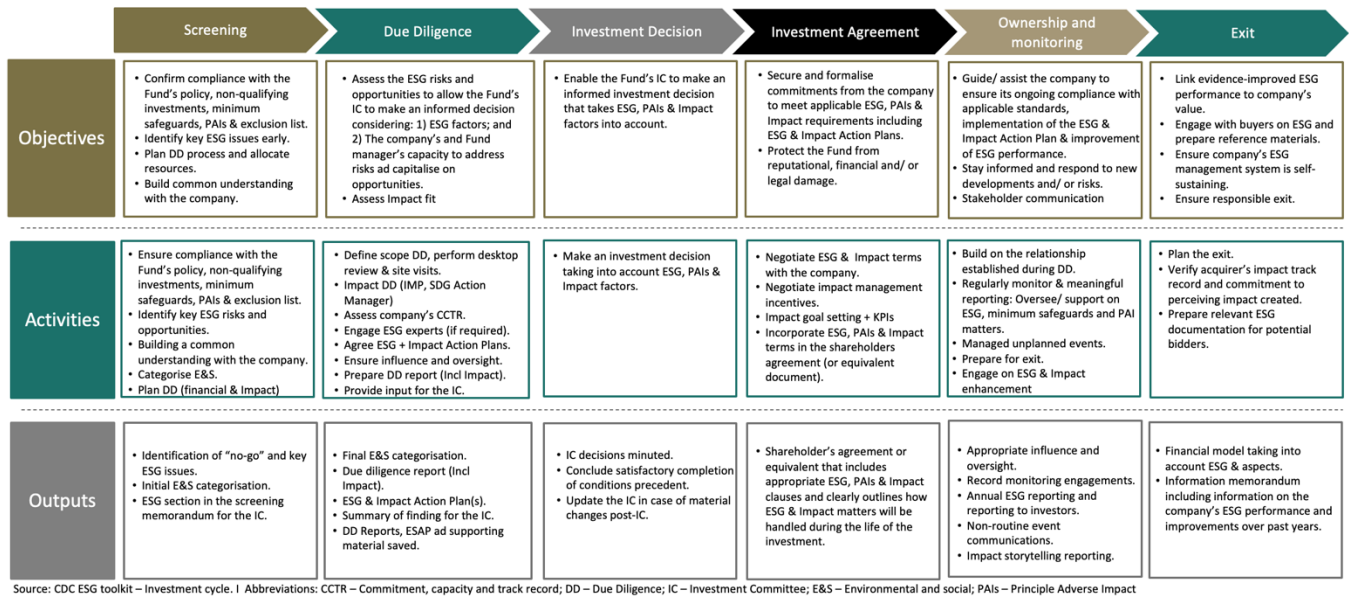 Screening
Due Diligence
Investment Decision
Investment Agreement
Ownership and
monitoring
Exit
Objectives
• Confirm compliance with the
Fund's policy, non-qualifying
investments, minimum
safeguards, PAIs & exclusion list.
• Identify key ESG issues early.
• Plan DD process and allocate
resources.
• Build common understanding
with the company.
• Assess the ESG risks and
opportunities to allow the Fund's
IC to make an informed decision
considering: 1) ESG factors; and
2) The company's and Fund
manager's capacity to address
risks ad capitalise on
opportunities.
• Assess Impact fit
• Enable the Fund's IC to make an
informed investment decision
that takes ESG, PAIs & Impact
factors into account.
• Secure and formalise
commitments from the company
to meet applicable ESG, PAIs &
Impact requirements including
ESG & Impact Action Plans.
• Protect the Fund from
reputational, financial and/ or
legal damage.
• Guide/ assist the company to
ensure its ongoing compliance with
applicable standards,
implementation of the ESG &
Impact Action Plan & improvement
of ESG performance.
• Stay informed and respond to new
developments and/ or risks.
• Stakeholder communication
• Link evidence-improved ESG
performance to company's
value.
• Engage with buyers on ESG and
prepare reference materials.
• Ensure company's ESG
management system is self-
sustaining.
• Ensure responsible exit.
Activities
• Ensure compliance with the
Fund's policy, non-qualifying
investments, minimum
safeguards, PAIs & exclusion list.
• Identify key ESG risks and
opportunities.
• Building a common
understanding with the company.
• Categorise E&S.
• Plan DD (financial & Impact)
• Define scope DD, perform desktop
review & site visits.
• Impact DD (IMP, SDG Action
Manager)
• Assess company's CCTR.
• Engage ESG experts (if required).
• Agree ESG + Impact Action Plans.
• Ensure influence and oversight.
• Prepare DD report (Incl Impact).
• Provide input for the IC.
• Make an investment decision
taking into account ESG, PAIs &
Impact factors.
• Negotiate ESG & Impact terms
with the company.
• Negotiate impact management
incentives.
• Impact goal setting + KPIs
• Incorporate ESG, PAIs & Impact
terms in the shareholders
agreement (or equivalent
document).
• Build on the relationship
established during DD.
• Regularly monitor & meaningful
reporting: Oversee/ support on
ESG, minimum safeguards and PAI
matters.
• Managed unplanned events.
• Prepare for exit.
• Engage on ESG & Impact
enhancement
• Plan the exit.
• Verify acquirer's impact track
record and commitment to
perceiving impact created.
• Prepare relevant ESG
documentation for potential
bidders.
Outputs
• Identification of "no-go" and key
ESG issues.
• Initial E&S categorisation.
• ESG section in the screening
memorandum for the IC.
• Final E&S categorisation.
• Due diligence report (Incl
Impact).
• ESG & Impact Action Plan(s).
• Summary of finding for the IC.
• DD Reports, ESAP ad supporting
material saved.
• IC decisions minuted.
• Conclude satisfactory completion
of conditions precedent.
• Update the IC in case of material
changes post-IC.
• Shareholder's agreement or
equivalent that includes
appropriate ESG, PAIs & Impact
clauses and clearly outlines how
ESG & Impact matters will be
handled during the life of the
investment.
• Appropriate influence and
oversight.
• Record monitoring engagements.
• Annual ESG reporting and
reporting to investors.
• Non-routine event
communications.
• Impact storytelling reporting.
• Financial model taking into
account ESG & aspects.
• Information memorandum
including information on the
company's ESG performance and
improvements over past years.
Source: CDC ESG toolkit – Investment cycle. I Abbreviations: CCTR – Commitment, capacity and track record; DD – Due Diligence; IC – Investment Committee; E&S – Environmental and social; PAIs – Principle Adverse Impact